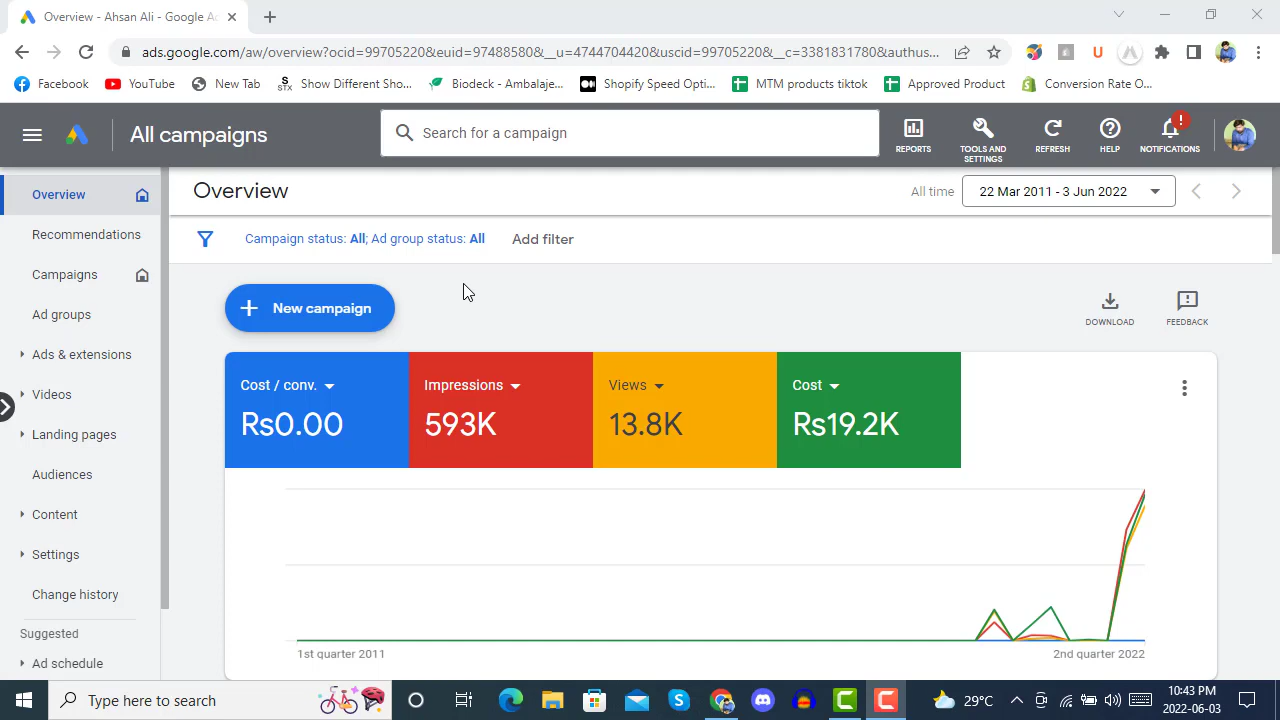 Overview - Ahsan Ali - Google Ac
ads.google.com/aw/overview?ocid=99705220&euid=97488580&__u=4744704420&uscid=99705220&__c=3381831780&authus...
Facebook YouTube New Tab Show Different Sho... Biodeck - Ambalaje... Shopify Speed Opti... MTM products tiktok Approved Product Conversion Rate O...
All campaigns
Search for a campaign
REPORTS
TOOLS AND SETTINGS
REFRESH
HELP
NOTIFICATIONS
Overview
Recommendations
Campaigns
Ad groups
Ads & extensions
Videos
Landing pages
Audiences
Content
Settings
Change history
Suggested
Ad schedule
Overview
All time 22 Mar 2011 - 3 Jun 2022
Campaign status: All; Ad group status: All Add filter
New campaign
DOWNLOAD FEEDBACK
Cost / conv. Impressions Views Cost
Rs0.00 593K 13.8K Rs19.2K
1st quarter 2011 2nd quarter 2022
Type here to search
29°C
10:43 PM
2022-06-03